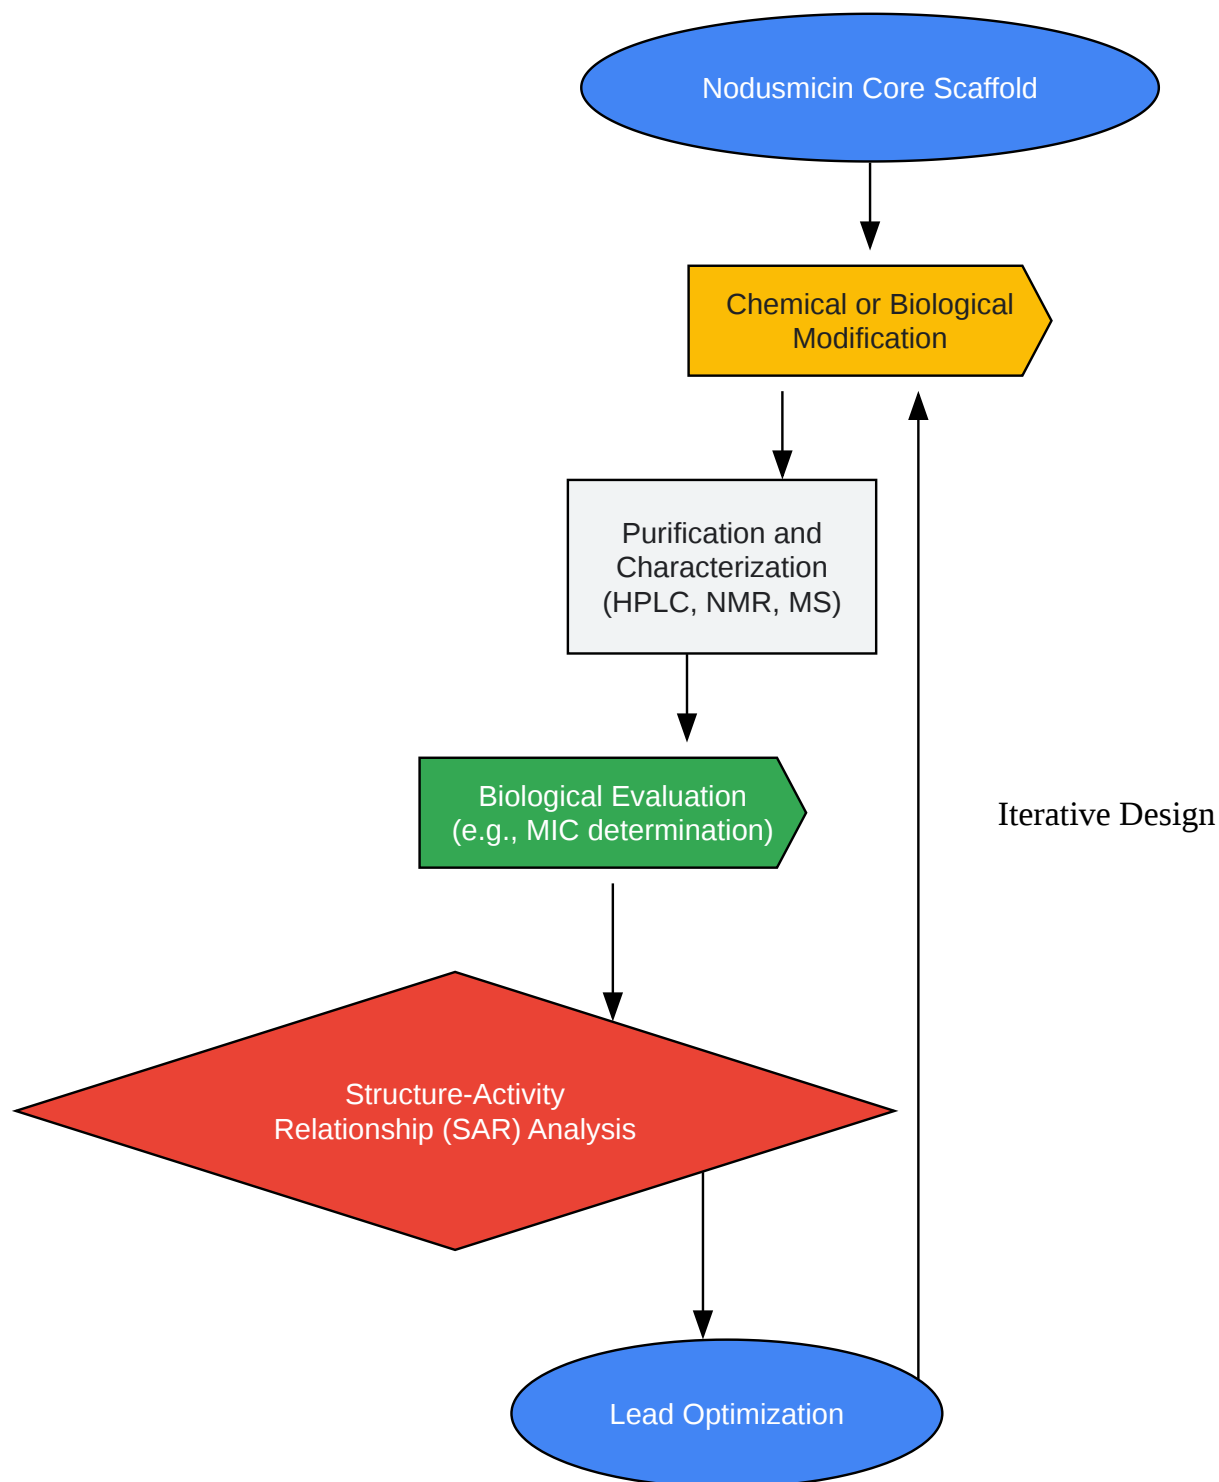 Nodusmicin Core Scaffold
Chemical or Biological
Modification
Purification and
Characterization
(HPLC, NMR, MS)
Biological Evaluation
(e.g., MIC determination)
Iterative Design
Structure-Activity
Relationship (SAR) Analysis
Lead Optimization